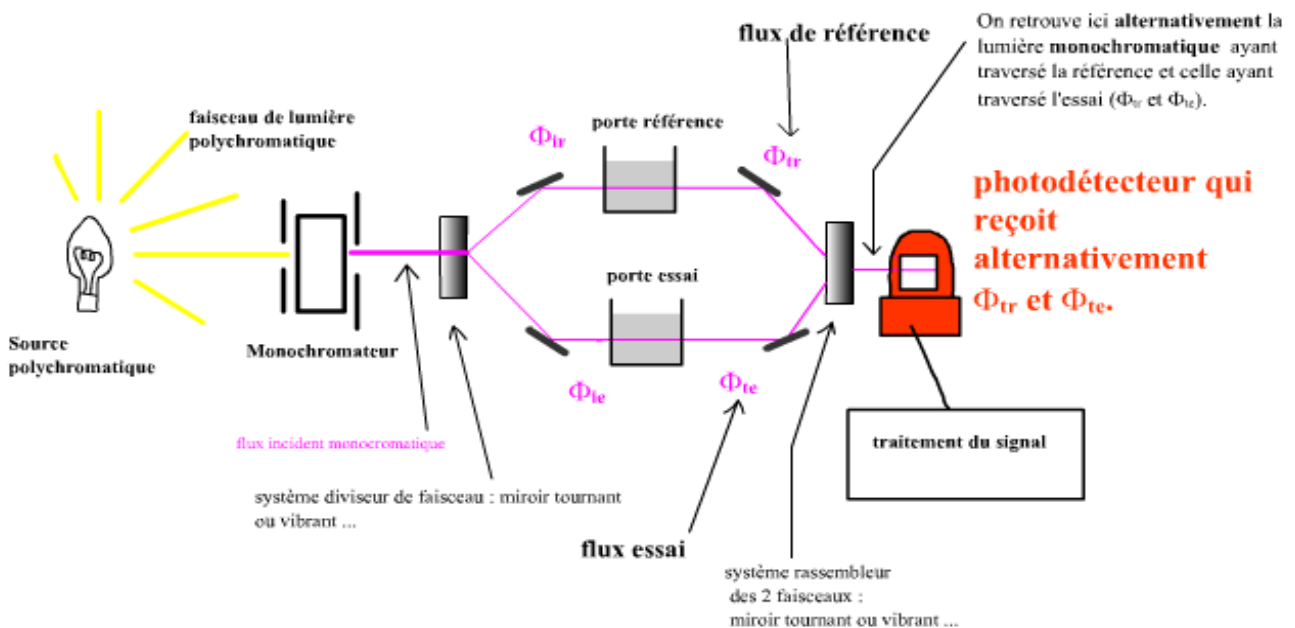 flux de référence
On retrouve ici alternativement la
lumière monochromatique ayant
traversé la référence et celle ayant
traversé l'essai (Φtr et Φte).
faisceau de lumière
polychromatique
porte référence
Φir
Φtr
photodétecteur qui
reçoit
alternativement
Φtr et Φte.
porte essai
Source
polychromatique
Monochromateur
Φie
Φte
flux incident monocromatique
traitement du signal
système diviseur de faisceau : miroir tournant
ou vibrant ...
flux essai
système rassembleur
des 2 faisceaux :
miroir tournant ou vibrant ...